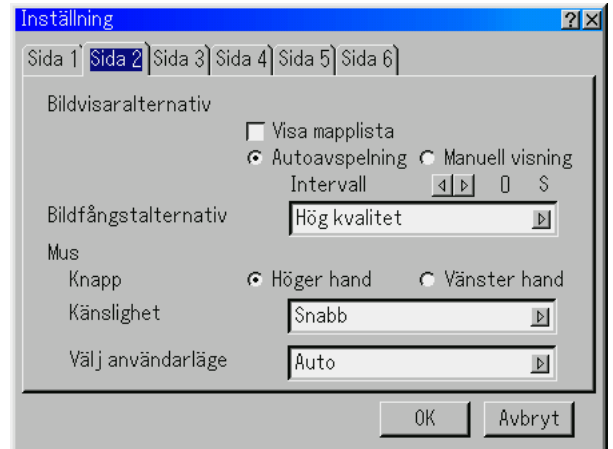 Inställning
Sida 1 Sida 2 Sida 3 Sida 4 Sida 5 Sida 6
Bildvisaralternativ
Visa mapplista
Autoavspelning Manuell visning
Intervall 0 S
Bildfångstalternativ Hög kvalitet
Mus
Knapp Höger hand Vänster hand
Känslighet Snabb
Välj användarläge Auto
OK Avbryt